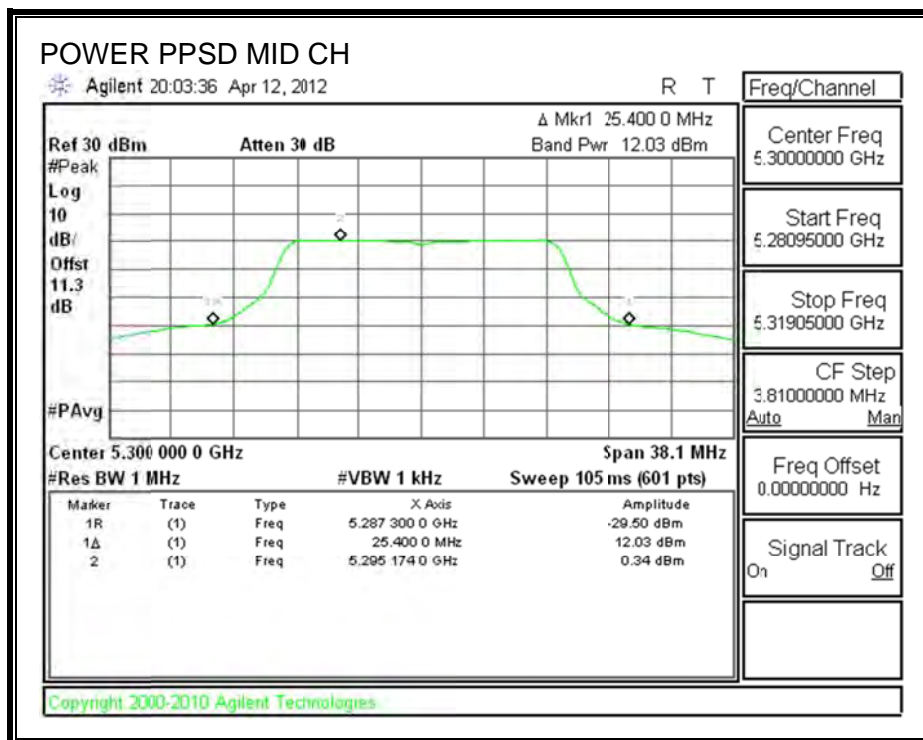 POWER PPSD MID CH
Agilent 20:03:36 Apr 12, 2012 R T
Freq/Channel
Δ Mkr1 25.400 0 MHz
Ref 30 dBm Atten 30 dB Band Pwr 12.03 dBm
#Peak
Log
10
dB/
Offst
11.3
dB
#PAvg
2
1R
Center 5.300 000 0 GHz Span 38.1 MHz
#Res BW 1 MHz #VBW 1 kHz Sweep 105 ms (601 pts)
Marker Trace Type X Axis Amplitude
1R (1) Freq 5.287 300 0 GHz -29.50 dBm
1Δ (1) Freq 25.400 0 MHz 12.03 dBm
2 (1) Freq 5.295 174 0 GHz 0.34 dBm
Center Freq
5.30000000 GHz
Start Freq
5.28095000 GHz
Stop Freq
5.31905000 GHz
CF Step
3.81000000 MHz
Auto Man
Freq Offset
0.00000000 Hz
Signal Track
On Off
Copyright 2000-2010 Agilent Technologies